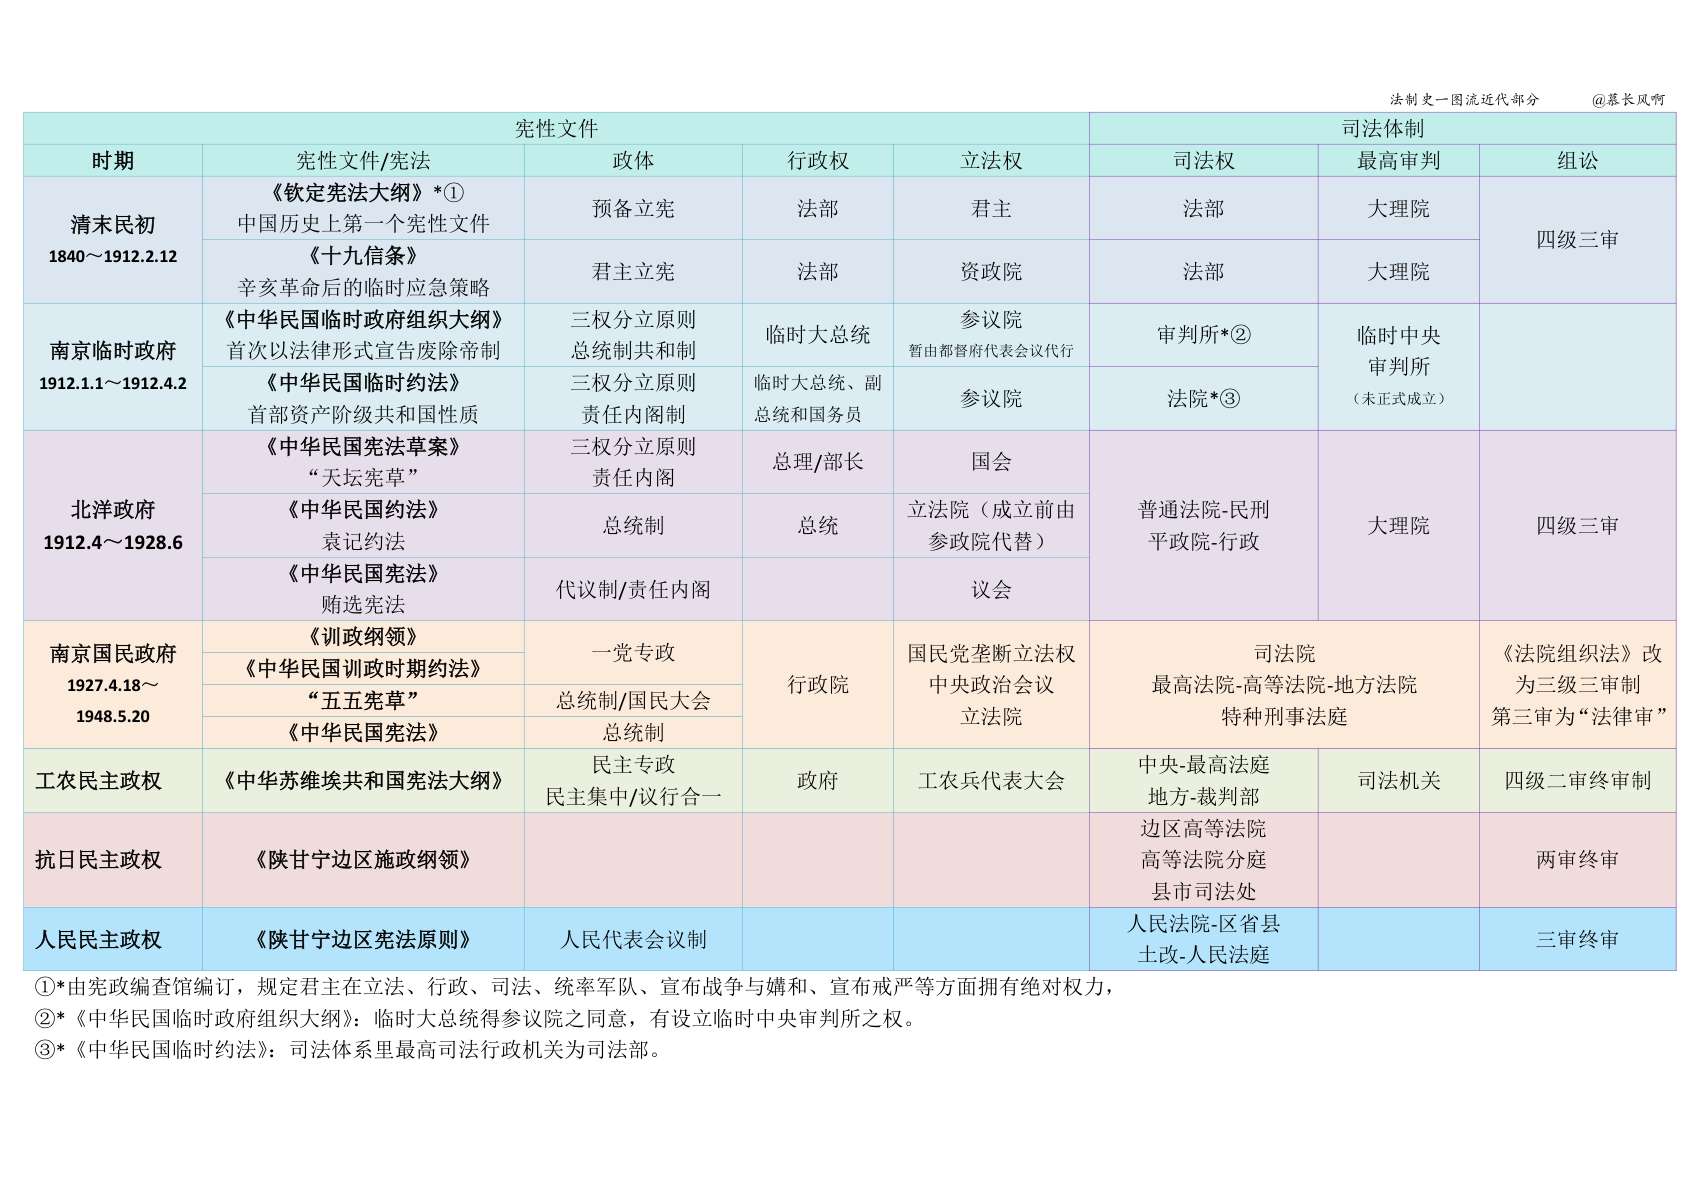 法制史一图流近代部分 @慕长风啊
宪性文件 司法体制
时期 宪性文件/宪法 政体 行政权 立法权 司法权 最高审判 组讼
清末民初
1840～1912.2.12
《钦定宪法大纲》*①
中国历史上第一个宪性文件
预备立宪 法部 君主 法部 大理院
四级三审
《十九信条》
辛亥革命后的临时应急策略
君主立宪 法部 资政院 法部 大理院
南京临时政府
1912.1.1～1912.4.2
《中华民国临时政府组织大纲》
首次以法律形式宣告废除帝制
三权分立原则
总统制共和制
临时大总统
参议院
暂由都督府代表会议代行
审判所*②
临时中央
审判所
（未正式成立）
《中华民国临时约法》
首部资产阶级共和国性质
三权分立原则
责任内阁制
临时大总统、副
总统和国务员
参议院
法院*③
北洋政府
1912.4～1928.6
《中华民国宪法草案》
“天坛宪草”
三权分立原则
责任内阁
总理/部长
国会
普通法院-民刑
平政院-行政
大理院
四级三审
《中华民国约法》
袁记约法
总统制
总统
立法院（成立前由
参政院代替）
《中华民国宪法》
贿选宪法
代议制/责任内阁
议会
南京国民政府
1927.4.18～
1948.5.20
《训政纲领》
《中华民国训政时期约法》
一党专政
“五五宪草”
总统制/国民大会
《中华民国宪法》
总统制
行政院
国民党垄断立法权
中央政治会议
立法院
司法院
最高法院-高等法院-地方法院
特种刑事法庭
《法院组织法》改
为三级三审制
第三审为“法律审”
工农民主政权
《中华苏维埃共和国宪法大纲》
民主专政
民主集中/议行合一
政府
工农兵代表大会
中央-最高法庭
地方-裁判部
司法机关
四级二审终审制
抗日民主政权
《陕甘宁边区施政纲领》
边区高等法院
高等法院分庭
县市司法处
两审终审
人民民主政权
《陕甘宁边区宪法原则》
人民代表会议制
人民法院-区省县
土改-人民法庭
三审终审
①*由宪政编查馆编订，规定君主在立法、行政、司法、统率军队、宣布战争与媾和、宣布戒严等方面拥有绝对权力，
②*《中华民国临时政府组织大纲》：临时大总统得参议院之同意，有设立临时中央审判所之权。
③*《中华民国临时约法》：司法体系里最高司法行政机关为司法部。